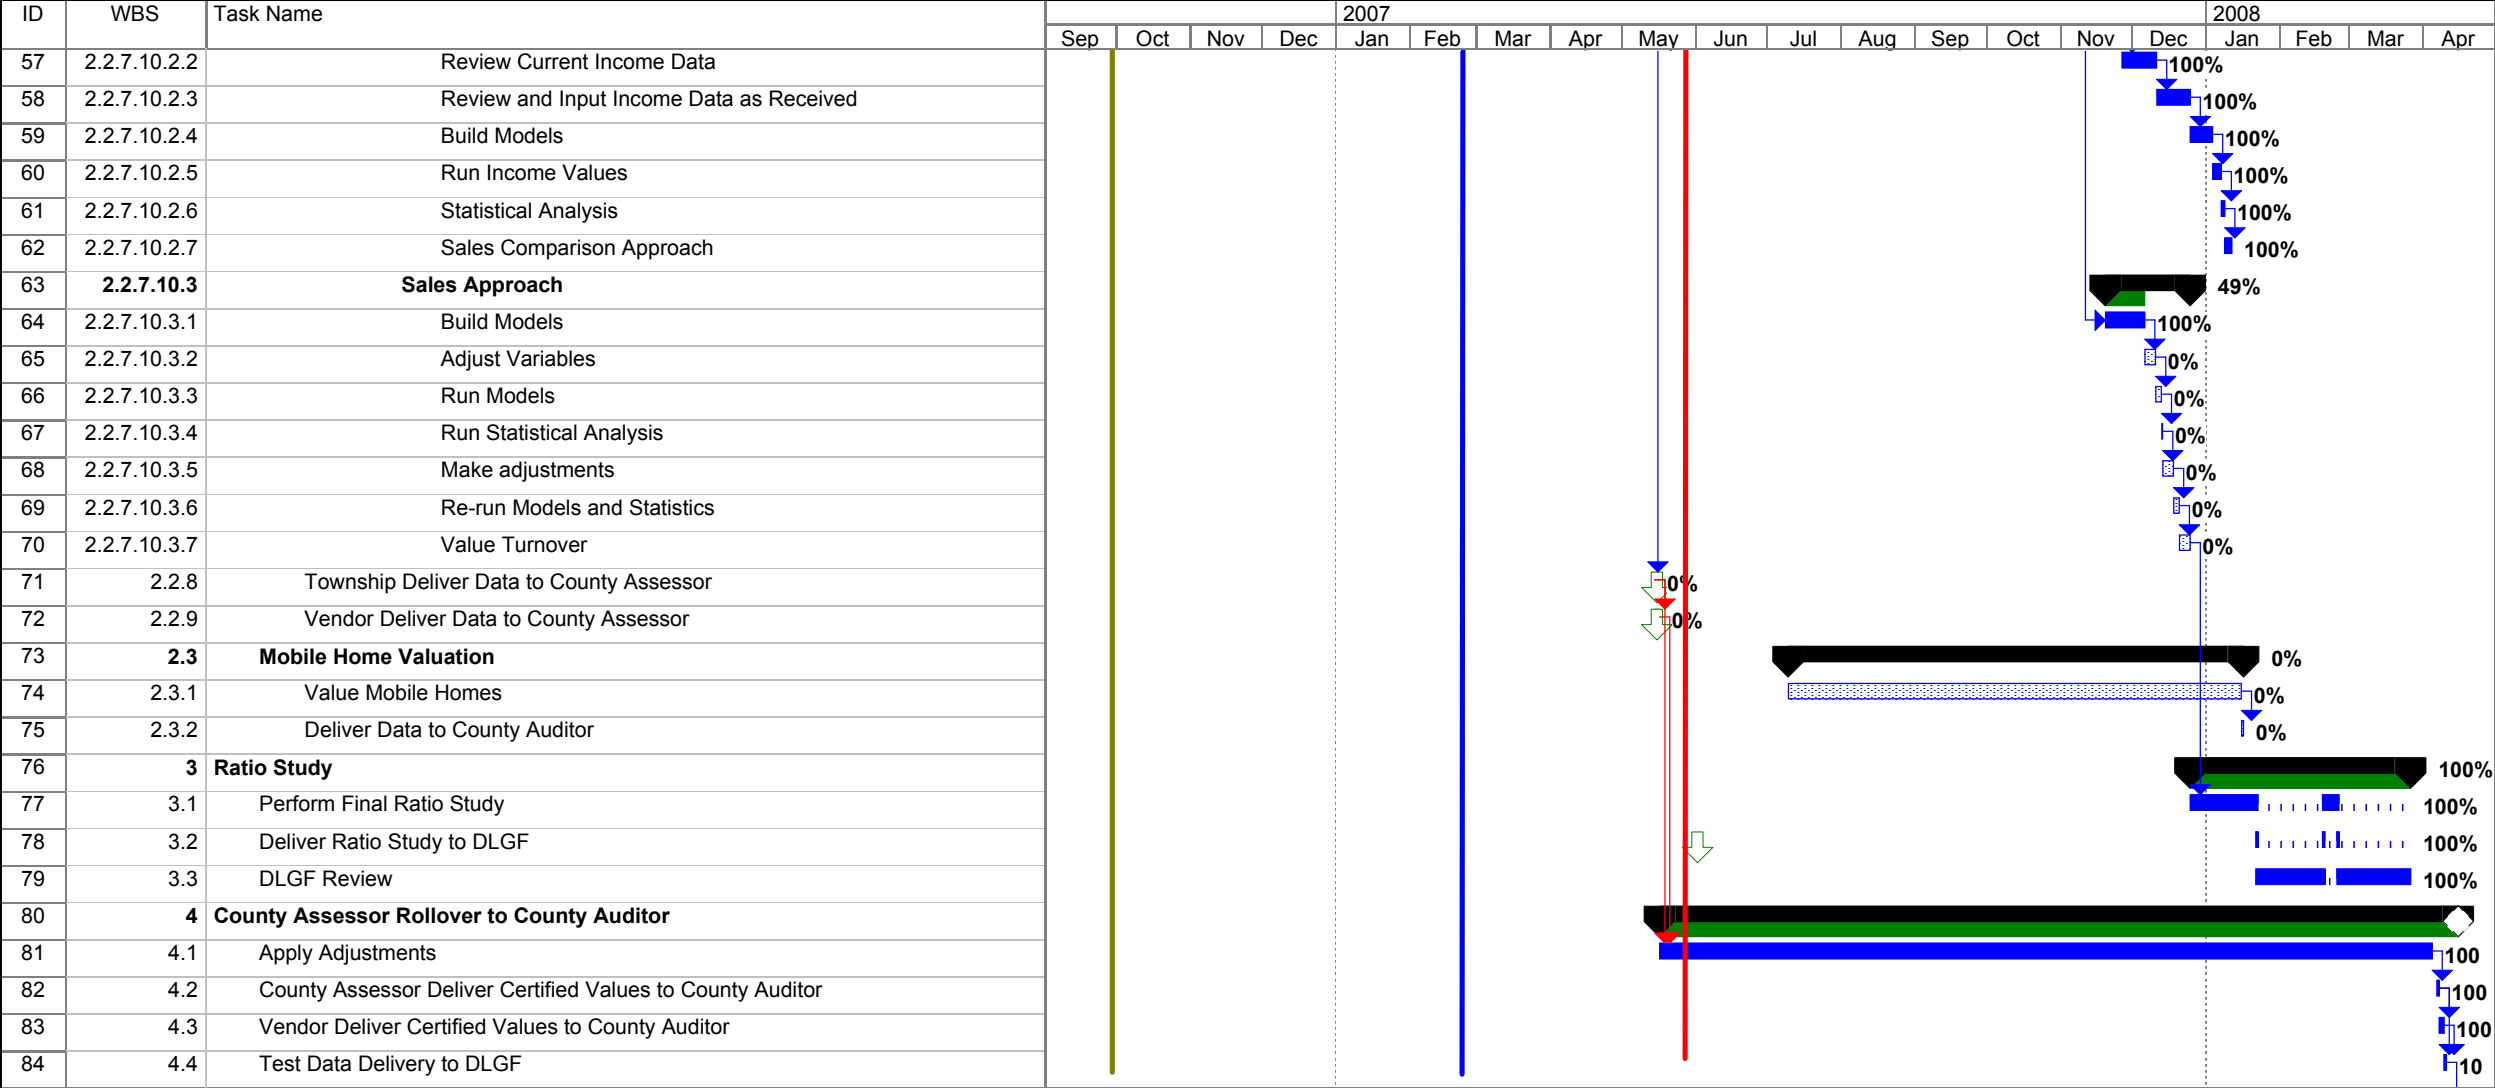 ID WBS Task Name 2007 2008
Sep Oct Nov Dec Jan Feb Mar Apr May Jun Jul Aug Sep Oct Nov Dec Jan Feb Mar Apr
57 2.2.7.10.2.2 Review Current Income Data 100%
58 2.2.7.10.2.3 Review and Input Income Data as Received 100%
59 2.2.7.10.2.4 Build Models 100%
60 2.2.7.10.2.5 Run Income Values 100%
61 2.2.7.10.2.6 Statistical Analysis 100%
62 2.2.7.10.2.7 Sales Comparison Approach 100%
63 2.2.7.10.3 Sales Approach 49%
64 2.2.7.10.3.1 Build Models 100%
65 2.2.7.10.3.2 Adjust Variables 0%
66 2.2.7.10.3.3 Run Models 0%
67 2.2.7.10.3.4 Run Statistical Analysis 0%
68 2.2.7.10.3.5 Make adjustments 0%
69 2.2.7.10.3.6 Re-run Models and Statistics 0%
70 2.2.7.10.3.7 Value Turnover 0%
71 2.2.8 Township Deliver Data to County Assessor 0%
72 2.2.9 Vendor Deliver Data to County Assessor 0%
73 2.3 Mobile Home Valuation 0%
74 2.3.1 Value Mobile Homes 0%
75 2.3.2 Deliver Data to County Auditor 0%
76 3 Ratio Study 100%
77 3.1 Perform Final Ratio Study 100%
78 3.2 Deliver Ratio Study to DLGF 100%
79 3.3 DLGF Review 100%
80 4 County Assessor Rollover to County Auditor
81 4.1 Apply Adjustments 100
82 4.2 County Assessor Deliver Certified Values to County Auditor 100
83 4.3 Vendor Deliver Certified Values to County Auditor 100
84 4.4 Test Data Delivery to DLGF 10